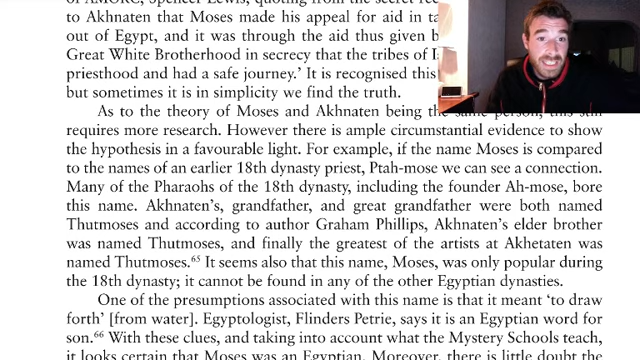 of AMORC, Spencer Lewis, quoting from the secret
to Akhnaten that Moses made his appeal for aid in
out of Egypt, and it was through the aid thus given
Great White Brotherhood in secrecy that the tribes of
priesthood and had a safe journey.' It is recognised this
but sometimes it is in simplicity we find the truth.
As to the theory of Moses and Akhnaten being the same person, this still
requires more research. However there is ample circumstantial evidence to show
the hypothesis in a favourable light. For example, if the name Moses is compared
to the names of an earlier 18th dynasty priest, Ptah-mose we can see a connection.
Many of the Pharaohs of the 18th dynasty, including the founder Ah-mose, bore
this name. Akhnaten's, grandfather, and great grandfather were both named
Thutmoses and according to author Graham Phillips, Akhnaten's elder brother
was named Thutmoses, and finally the greatest of the artists at Akhetaten was
named Thutmoses.65 It seems also that this name, Moses, was only popular during
the 18th dynasty; it cannot be found in any of the other Egyptian dynasties.
One of the presumptions associated with this name is that it meant 'to draw
forth' [from water]. Egyptologist, Flinders Petrie, says it is an Egyptian word for
son.66 With these clues, and taking into account what the Mystery Schools teach,
it looks certain that Moses was an Egyptian. Moreover, there is little doubt the